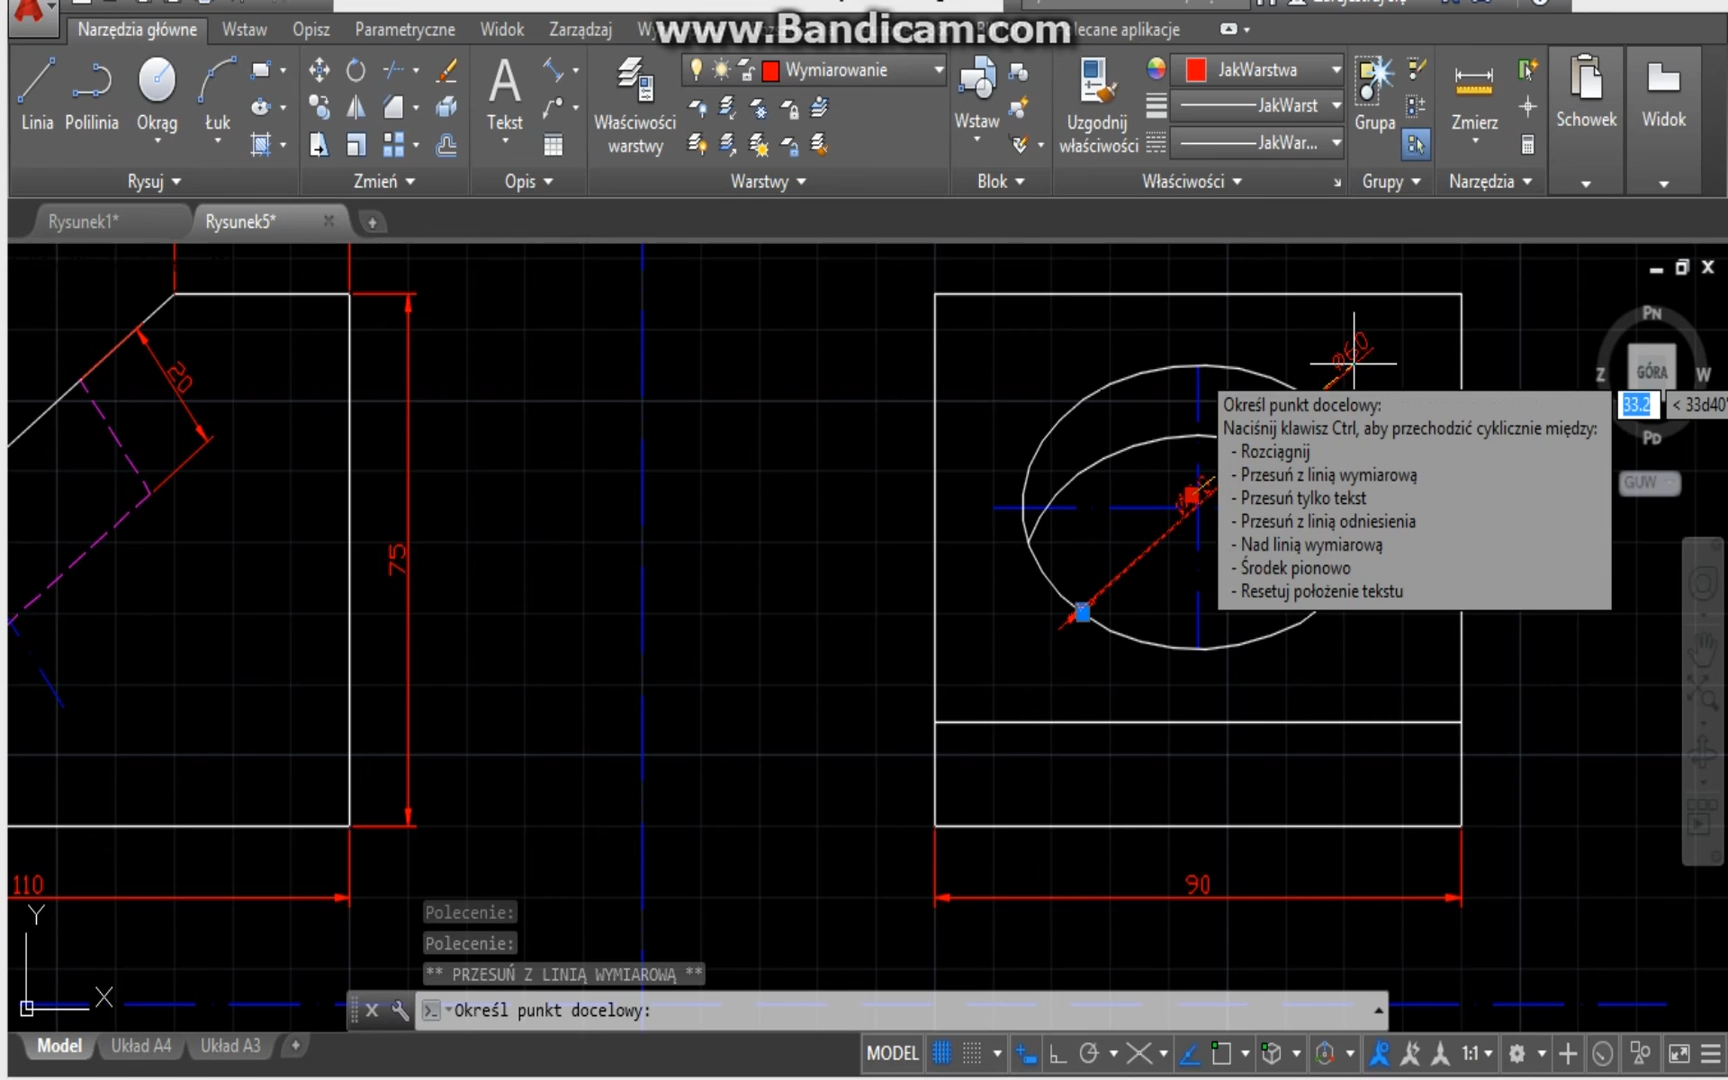 www.Bandicam.com
Narzędzia główne
Wstaw
Opisz
Parametryczne
Widok
Zarządzaj
lecane aplikacje
Linia
Polilinia
Okrąg
Łuk
Tekst
Właściwości warstwy
Wymiarowanie
Wstaw
Uzgodnij właściwości
JakWarstwa
JakWarst
JakWar...
Grupa
Zmierz
Schowek
Widok
Rysuj
Zmień
Opis
Warstwy
Blok
Właściwości
Grupy
Narzędzia
Rysunek1*
Rysunek5*
PN
Z
GÓRA
W
PD
GUW
20
75
Ø60
Określ punkt docelowy:
33.2
< 33d40'
Naciśnij klawisz Ctrl, aby przechodzić cyklicznie między:
- Rozciągnij
- Przesuń z linią wymiarową
- Przesuń tylko tekst
- Przesuń z linią odniesienia
- Nad linią wymiarową
- Środek pionowo
- Resetuj położenie tekstu
110
90
Y
X
Polecenie:
Polecenie:
** PRZESUŃ Z LINIĄ WYMIAROWĄ **
Określ punkt docelowy:
Model
Układ A4
Układ A3
MODEL
1:1